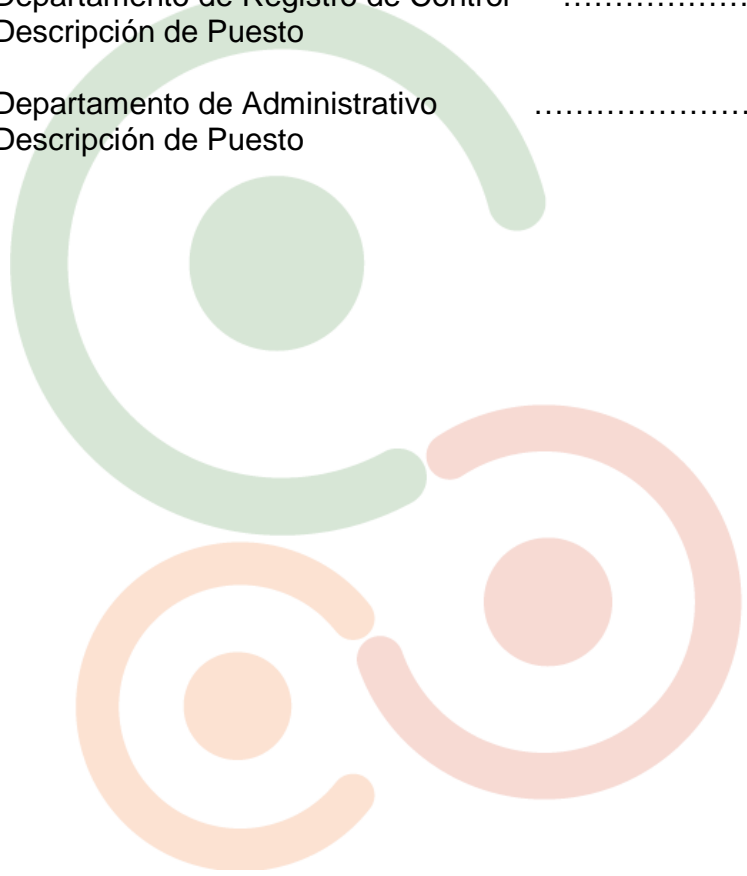 Departamento de Registro de Control ..................
Descripción de Puesto
Departamento de Administrativo .....................
Descripción de Puesto